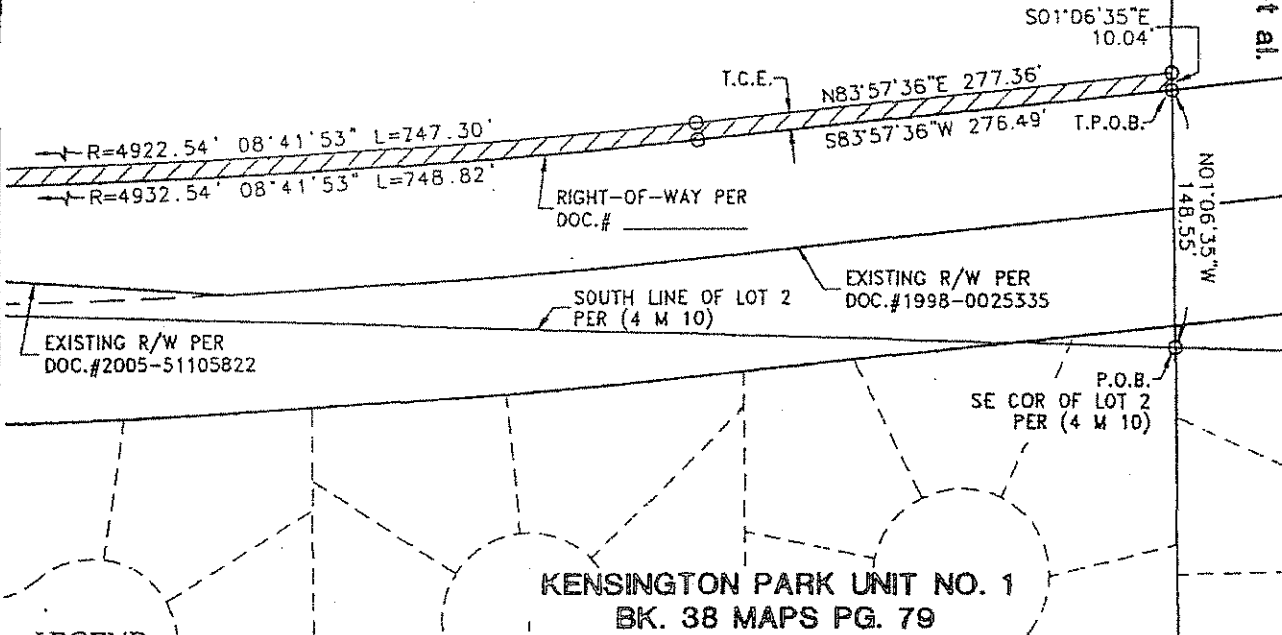 S01°06'35"E
10.04'
et al.
T.C.E.
N83°57'36"E 277.36'
S83°57'36"W 276.49'
T.P.O.B.
R=4922.54' 08°41'53" L=747.30'
R=4932.54' 08°41'53" L=748.82'
RIGHT-OF-WAY PER
DOC.# ________
N01°06'35"W
148.55'
EXISTING R/W PER
DOC.#1998-0025335
SOUTH LINE OF LOT 2
PER (4 M 10)
EXISTING R/W PER
DOC.#2005-51105822
P.O.B.
SE COR OF LOT 2
PER (4 M 10)
KENSINGTON PARK UNIT NO. 1
BK. 38 MAPS PG. 79